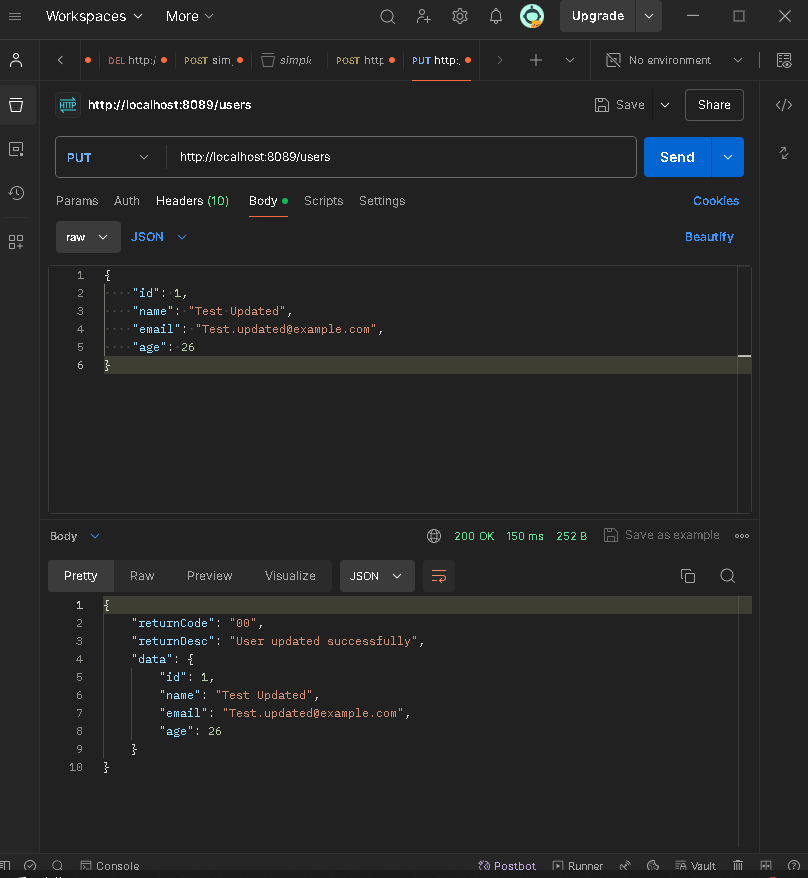 Workspaces More Upgrade
DEL http:/ POST sim simple POST http PUT http: No environment
HTTP http://localhost:8089/users Save Share
PUT http://localhost:8089/users Send
Params Auth Headers (10) Body Scripts Settings Cookies
raw JSON Beautify
1 {
2 "id": 1,
3 "name": "Test Updated",
4 "email": "Test.updated@example.com",
5 "age": 26
6 }
Body 200 OK 150 ms 252 B Save as example
Pretty Raw Preview Visualize JSON
1 {
2 "returnCode": "00",
3 "returnDesc": "User updated successfully",
4 "data": {
5 "id": 1,
6 "name": "Test Updated",
7 "email": "Test.updated@example.com",
8 "age": 26
9 }
10 }
Console Postbot Runner Vault